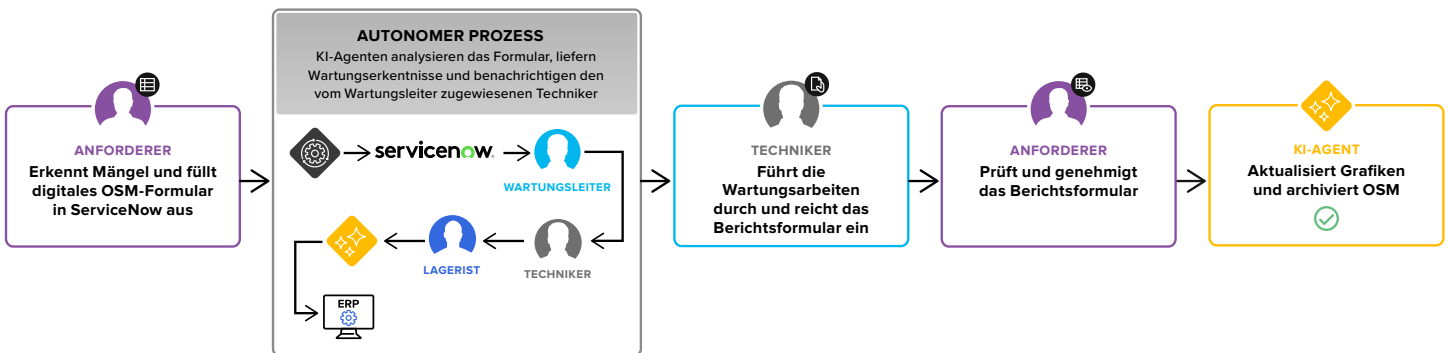 ANFORDERER
Erkennt Mängel und füllt
digitales OSM-Formular
in ServiceNow aus
AUTONOMER PROZESS
KI-Agenten analysieren das Formular, liefern
Wartungserkentnisse und benachrichtigen den
vom Wartungsleiter zugewiesenen Techniker
servicenow.
WARTUNGSLEITER
LAGERIST
TECHNIKER
ERP
TECHNIKER
Führt die
Wartungsarbeiten
durch und reicht das
Berichtsformular ein
ANFORDERER
Prüft und genehmigt
das Berichtsformular
KI-AGENT
Aktualisiert Grafiken
und archiviert OSM